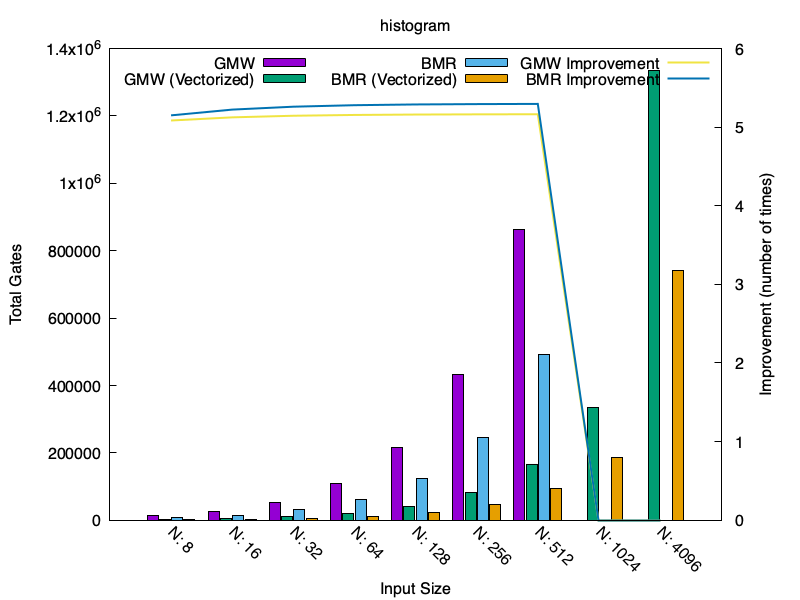 histogram
1.4x10^6
1.2x10^6
1x10^6
800000
600000
400000
200000
0
Total Gates
GMW
GMW (Vectorized)
BMR
BMR (Vectorized)
GMW Improvement
BMR Improvement
6
5
4
3
2
1
0
Improvement (number of times)
N: 8
N: 16
N: 32
N: 64
N: 128
N: 256
N: 512
N: 1024
N: 4096
Input Size